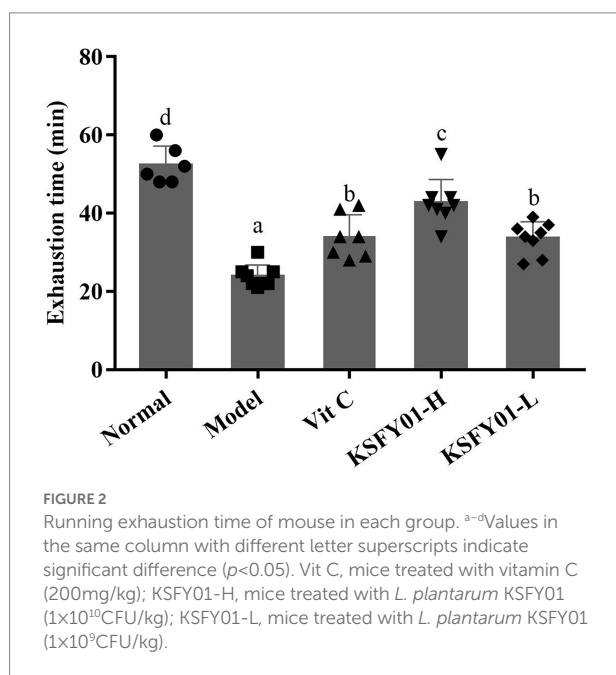 80
60
40
20
0
Exhaustion time (min)
d
a
b
c
b
Normal
Model
Vit C
KSFY01-H
KSFY01-L
FIGURE 2
Running exhaustion time of mouse in each group. ᵃ⁻ᵈValues in
the same column with different letter superscripts indicate
significant difference (p<0.05). Vit C, mice treated with vitamin C
(200mg/kg); KSFY01-H, mice treated with L. plantarum KSFY01
(1×10¹⁰CFU/kg); KSFY01-L, mice treated with L. plantarum KSFY01
(1×10⁹CFU/kg).